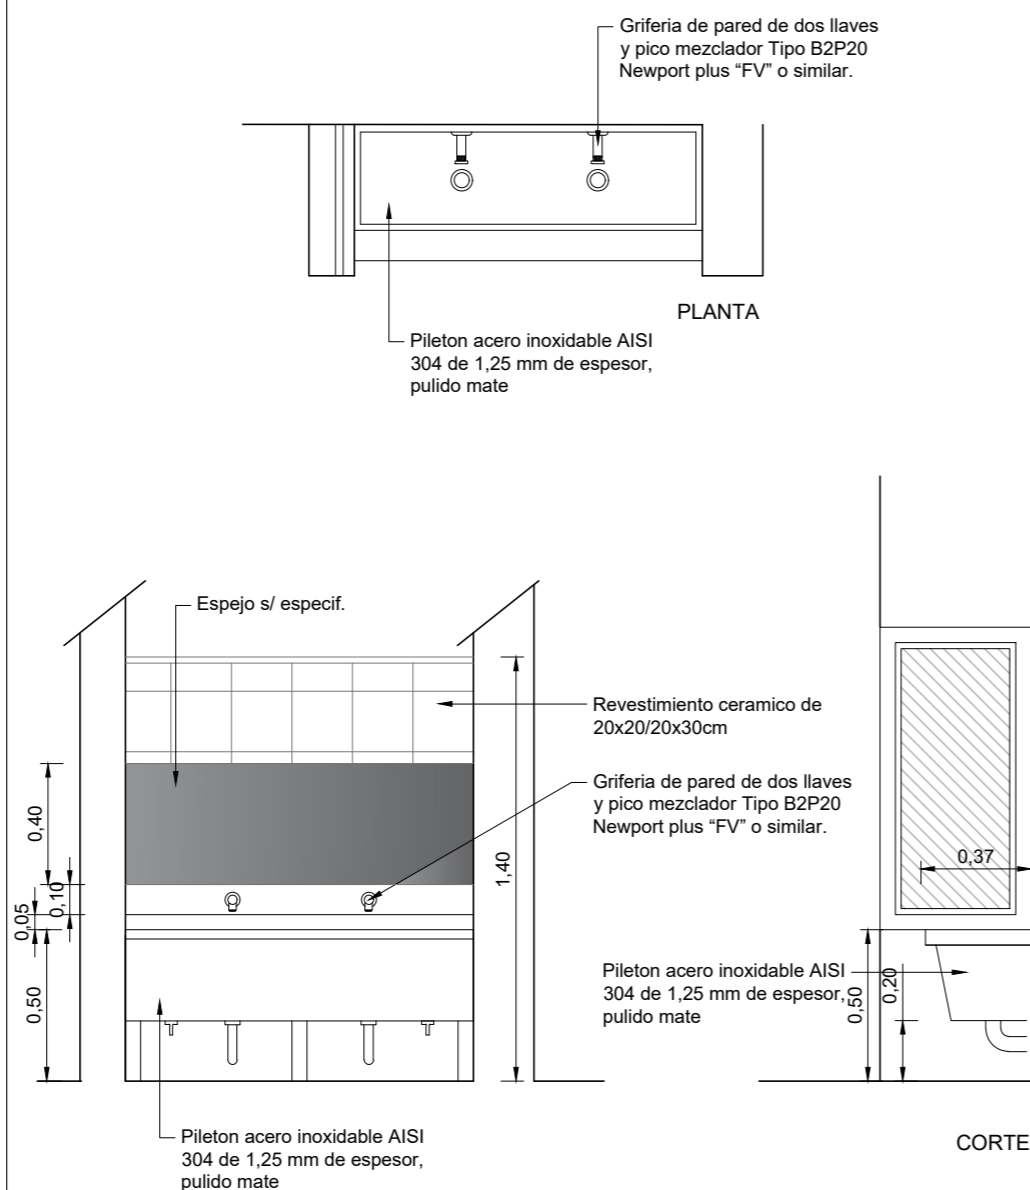 Griferia de pared de dos llaves
y pico mezclador Tipo B2P20
Newport plus “FV” o similar.
PLANTA
Pileton acero inoxidable AISI
304 de 1,25 mm de espesor,
pulido mate
Espejo s/ especif.
Revestimiento ceramico de
20x20/20x30cm
Griferia de pared de dos llaves
y pico mezclador Tipo B2P20
Newport plus “FV” o similar.
0,40
0,10
0,05
0,50
1,40
0,37
Pileton acero inoxidable AISI
304 de 1,25 mm de espesor,
pulido mate
0,50
0,20
Pileton acero inoxidable AISI
304 de 1,25 mm de espesor,
pulido mate
CORTE